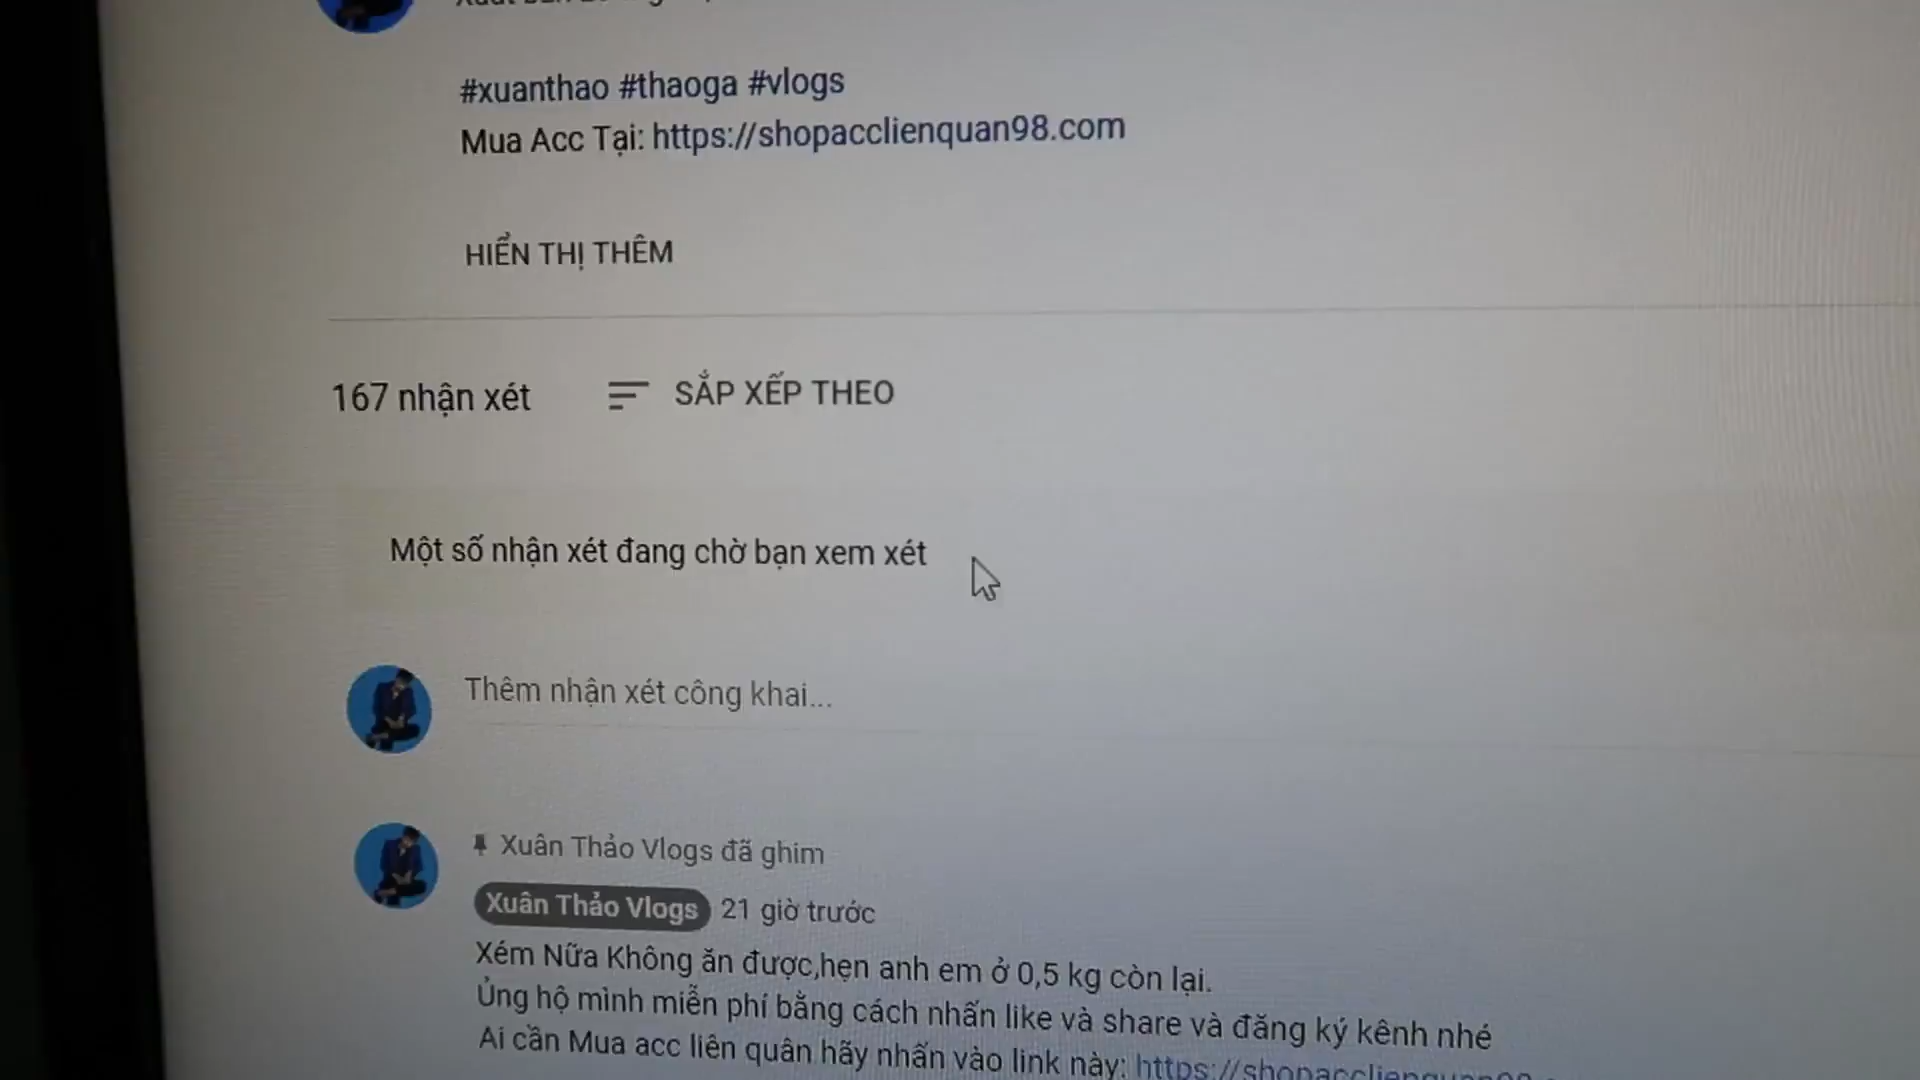 #xuanthao #thaoga #vlogs
Mua Acc Tại: https://shopacclienquan98.com
HIỂN THỊ THÊM
167 nhận xét SẮP XẾP THEO
Một số nhận xét đang chờ bạn xem xét
Thêm nhận xét công khai...
Xuân Thảo Vlogs đã ghim
Xuân Thảo Vlogs 21 giờ trước
Xém Nữa Không ăn được,hẹn anh em ở 0,5 kg còn lại.
Ủng hộ mình miễn phí bằng cách nhấn like và share và đăng ký kênh nhé
Ai cần Mua acc liên quân hãy nhấn vào link này: